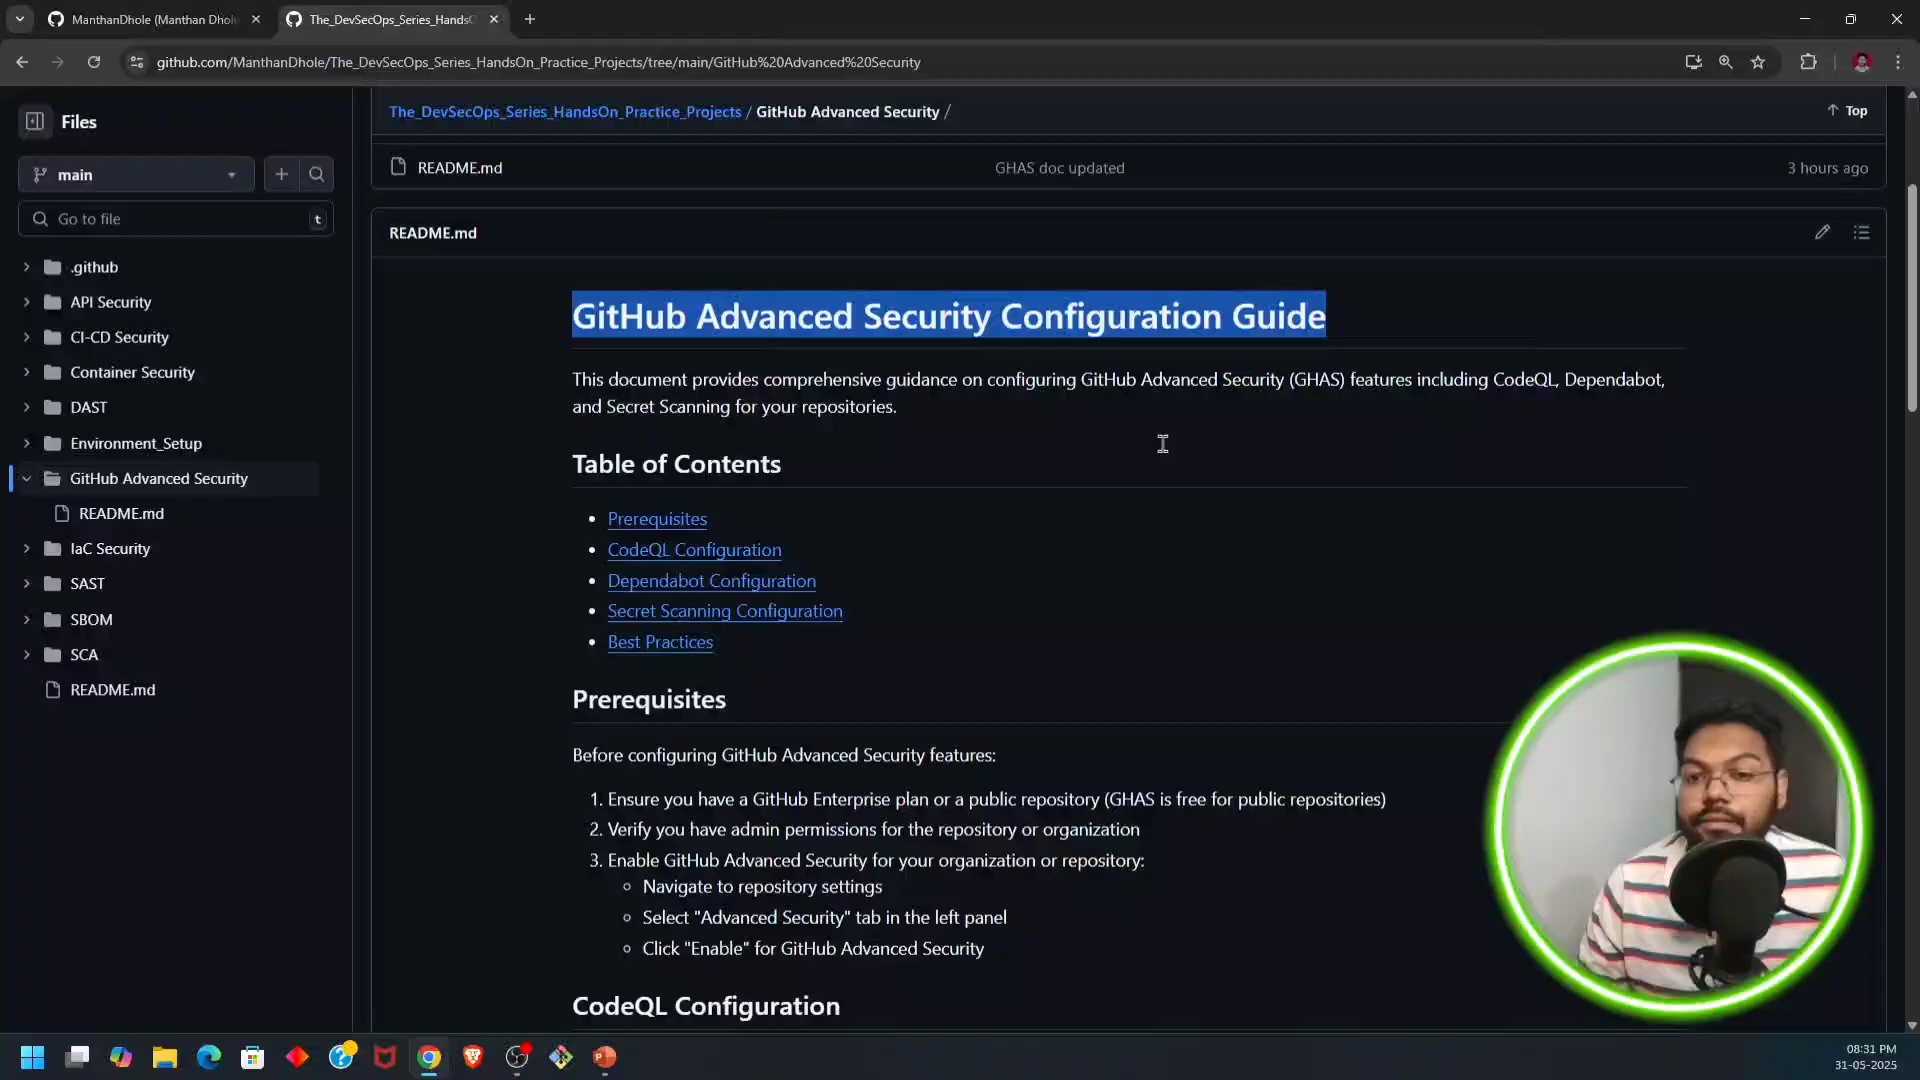 ManthanDhole (Manthan Dhol
The_DevSecOps_Series_HandsO
github.com/ManthanDhole/The_DevSecOps_Series_HandsOn_Practice_Projects/tree/main/GitHub%20Advanced%20Security
Files
main
Go to file
t
.github
API Security
CI-CD Security
Container Security
DAST
Environment_Setup
GitHub Advanced Security
README.md
IaC Security
SAST
SBOM
SCA
README.md
The_DevSecOps_Series_HandsOn_Practice_Projects / GitHub Advanced Security /
Top
README.md GHAS doc updated 3 hours ago
README.md
GitHub Advanced Security Configuration Guide
This document provides comprehensive guidance on configuring GitHub Advanced Security (GHAS) features including CodeQL, Dependabot,
and Secret Scanning for your repositories.
Table of Contents
• Prerequisites
• CodeQL Configuration
• Dependabot Configuration
• Secret Scanning Configuration
• Best Practices
Prerequisites
Before configuring GitHub Advanced Security features:
1. Ensure you have a GitHub Enterprise plan or a public repository (GHAS is free for public repositories)
2. Verify you have admin permissions for the repository or organization
3. Enable GitHub Advanced Security for your organization or repository:
○ Navigate to repository settings
○ Select "Advanced Security" tab in the left panel
○ Click "Enable" for GitHub Advanced Security
CodeQL Configuration
08:31 PM
31-05-2025